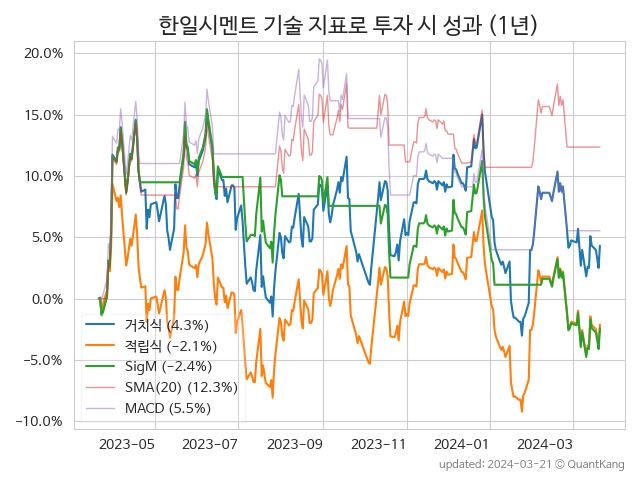 한일시멘트 기술 지표로 투자 시 성과 (1년)
20.0%
15.0%
10.0%
5.0%
0.0%
−5.0%
−10.0%
거치식 (4.3%)
적립식 (−2.1%)
SigM (−2.4%)
SMA(20) (12.3%)
MACD (5.5%)
2023-05 2023-07 2023-09 2023-11 2024-01 2024-03
updated: 2024-03-21 © QuantKang